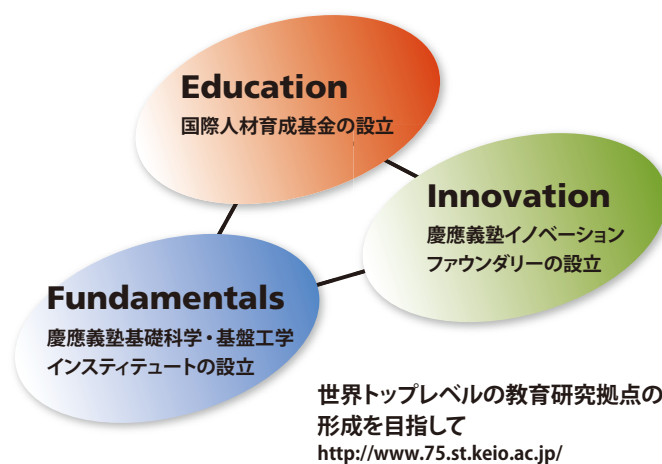 Education
国際人材育成基金の設立
Innovation
慶應義塾イノベーション
ファウンダリーの設立
Fundamentals
慶應義塾基礎科学・基盤工学
インスティテュートの設立
世界トップレベルの教育研究拠点の
形成を目指して
http://www.75.st.keio.ac.jp/